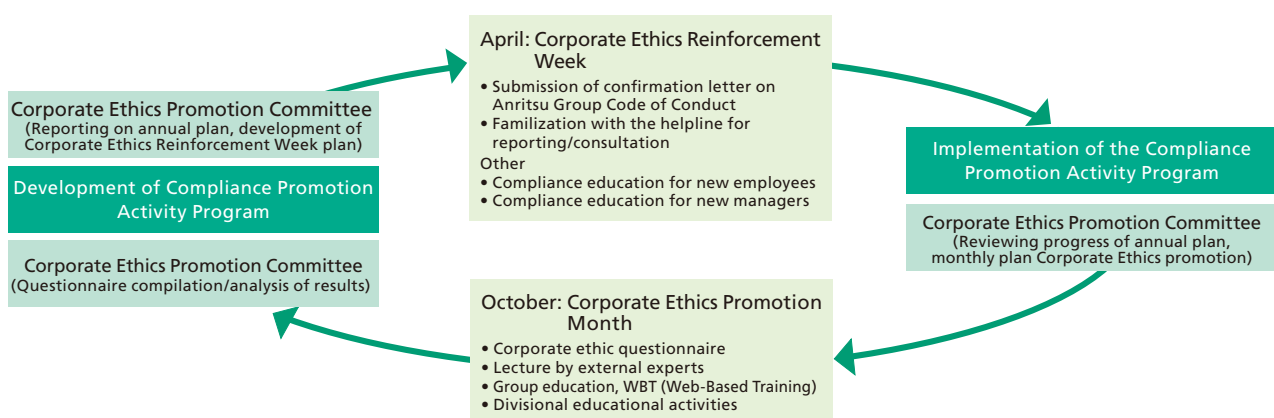 April: Corporate Ethics Reinforcement
Week
• Submission of confirmation letter on
Anritsu Group Code of Conduct
• Familization with the helpline for
reporting/consultation
Other
• Compliance education for new employees
• Compliance education for new managers
Corporate Ethics Promotion Committee
(Reporting on annual plan, development of
Corporate Ethics Reinforcement Week plan)
Development of Compliance Promotion
Activity Program
Corporate Ethics Promotion Committee
(Questionnaire compilation/analysis of results)
Implementation of the Compliance
Promotion Activity Program
Corporate Ethics Promotion Committee
(Reviewing progress of annual plan,
monthly plan Corporate Ethics promotion)
October: Corporate Ethics Promotion
Month
• Corporate ethic questionnaire
• Lecture by external experts
• Group education, WBT (Web-Based Training)
• Divisional educational activities